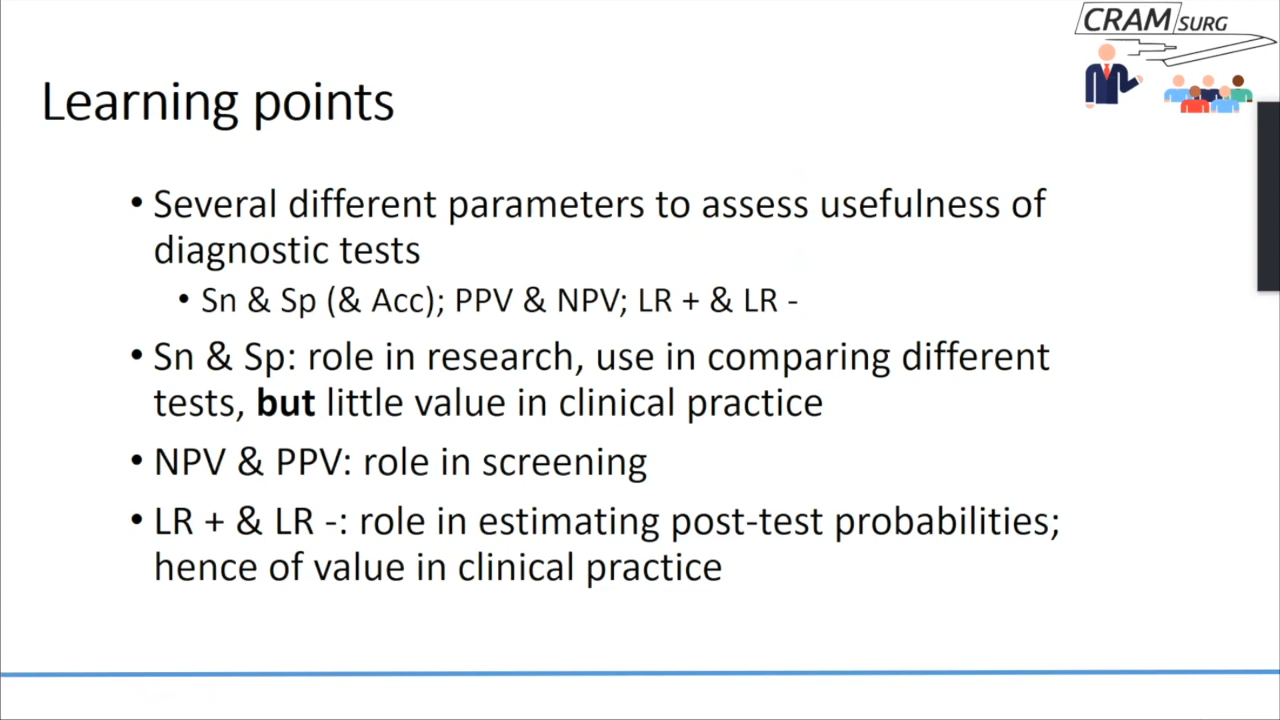 CRAM SURG
Learning points
• Several different parameters to assess usefulness of
diagnostic tests
• Sn & Sp (& Acc); PPV & NPV; LR + & LR -
• Sn & Sp: role in research, use in comparing different
tests, but little value in clinical practice
• NPV & PPV: role in screening
• LR + & LR -: role in estimating post-test probabilities;
hence of value in clinical practice